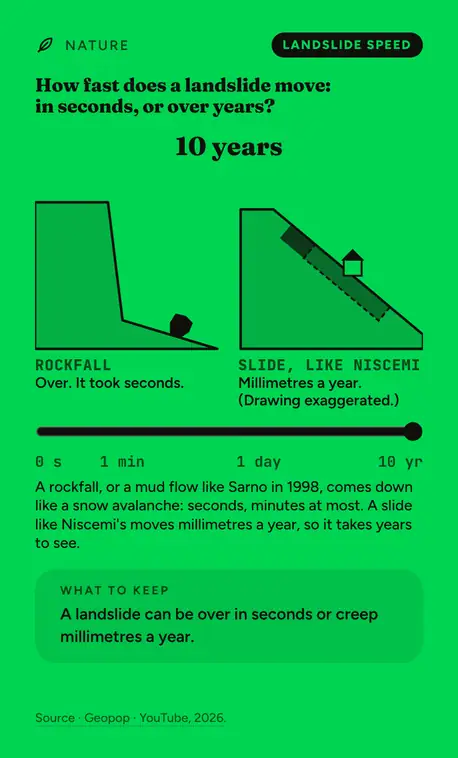 NATURE
LANDSLIDE SPEED
How fast does a landslide move:
in seconds, or over years?
10 years
ROCKFALL
Over. It took seconds.
SLIDE, LIKE NISCEMI
Millimetres a year.
(Drawing exaggerated.)
0 s 1 min 1 day 10 yr
A rockfall, or a mud flow like Sarno in 1998, comes down
like a snow avalanche: seconds, minutes at most. A slide
like Niscemi's moves millimetres a year, so it takes years
to see.
WHAT TO KEEP
A landslide can be over in seconds or creep
millimetres a year.
Source · Geopop · YouTube, 2026.